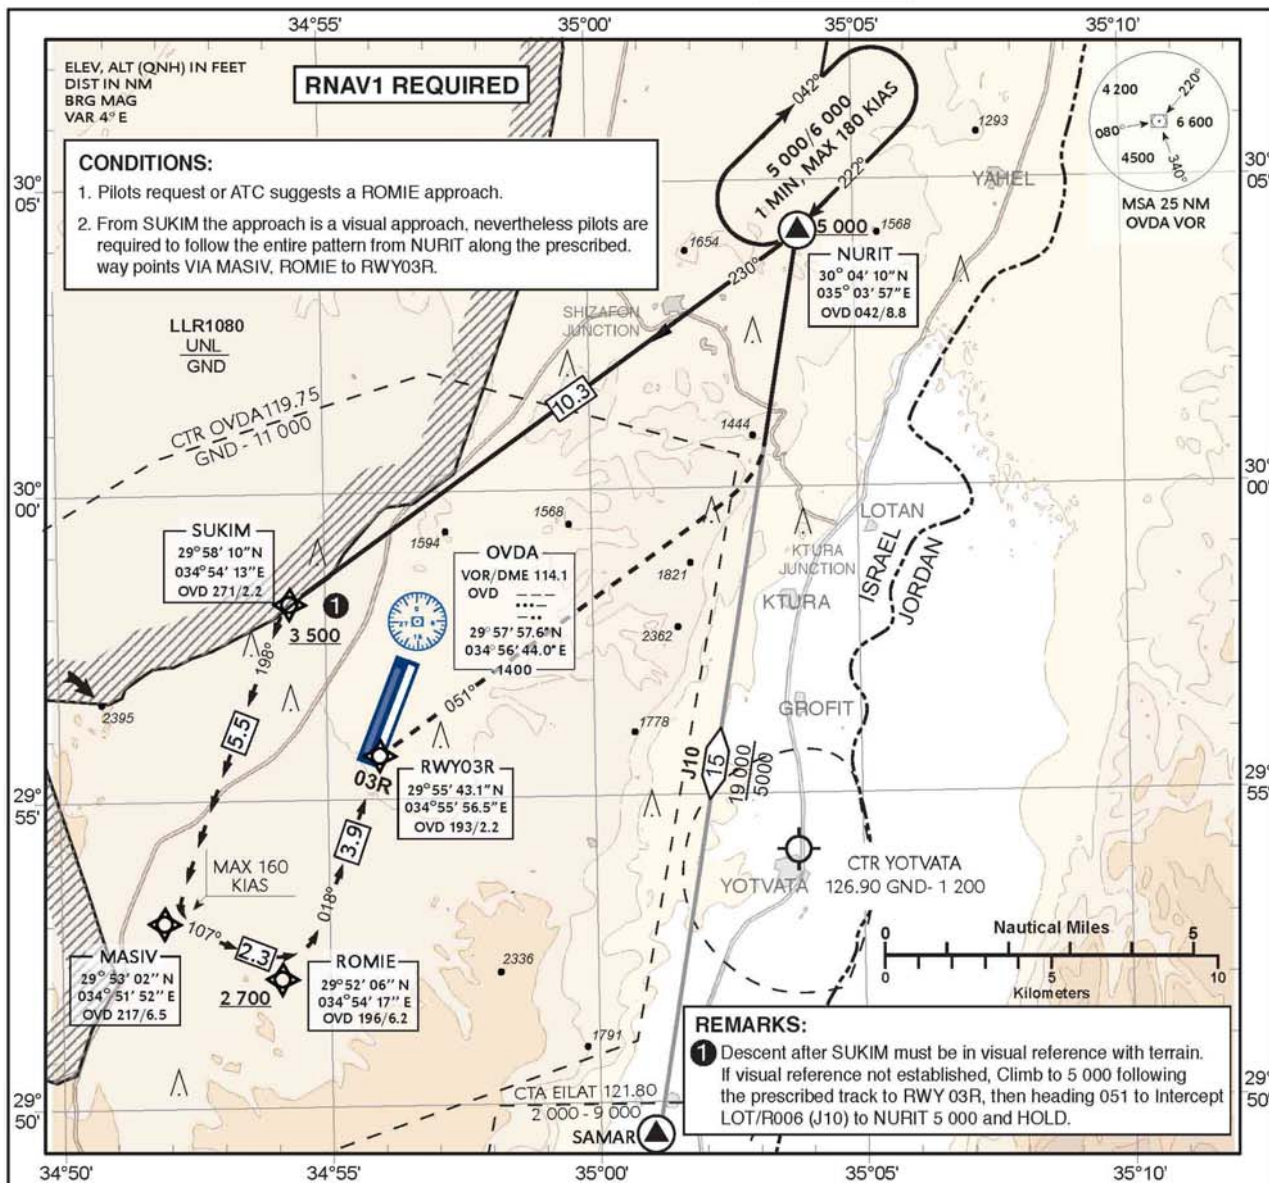 34°55'
35°00'
35°05'
35°10'
ELEV, ALT (QNH) IN FEET
DIST IN NM
BRG MAG
VAR 4° E
RNAV1 REQUIRED
CONDITIONS:
1. Pilots request or ATC suggests a ROMIE approach.
2. From SUKIM the approach is a visual approach, nevertheless pilots are
required to follow the entire pattern from NURIT along the prescribed.
way points VIA MASIV, ROMIE to RWY03R.
042°
5 000/6 000
1 MIN, MAX 180 KIAS
222°
1293
YAHEL
4 200
220°
080°
6 600
4500
340°
MSA 25 NM
OVDA VOR
30°
05'
30°
05'
5 000
1568
1654
230°
NURIT
30° 04' 10" N
035° 03' 57" E
OVD 042/8.8
SHIZAFON
JUNCTION
LLR1080
UNL
GND
10.3
CTR OVDA 119.75
GND - 11 000
1444
30°
00'
30°
00'
LOTAN
SUKIM
29° 58' 10" N
034° 54' 13" E
OVD 271/2.2
1594
1568
OVDA
VOR/DME 114.1
OVD
29° 57' 57.6" N
034° 56' 44.0" E
1400
1821
KTURA
JUNCTION
KTURA
ISRAEL
JORDAN
1
3 500
2362
198°
051°
2395
5.5
1778
GROFIT
J10
15
19 000
5000
03R
RWY03R
29° 55' 43.1" N
034° 55' 56.5" E
OVD 193/2.2
29°
55'
29°
55'
3.9
MAX 160
KIAS
018°
YOTVATA
CTR YOTVATA
126.90 GND- 1 200
107°
2.3
MASIV
29° 53' 02" N
034° 51' 52" E
OVD 217/6.5
2 700
ROMIE
29° 52' 06" N
034° 54' 17" E
OVD 196/6.2
2336
0
Nautical Miles
5
0
5
10
Kilometers
1791
REMARKS:
1 Descent after SUKIM must be in visual reference with terrain.
If visual reference not established, Climb to 5 000 following
the prescribed track to RWY 03R, then heading 051 to Intercept
LOT/R006 (J10) to NURIT 5 000 and HOLD.
CTA EILAT 121.80
2 000 - 9 000
SAMAR
29°
50'
29°
50'
34°50'
34°55'
35°00'
35°05'
35°10'